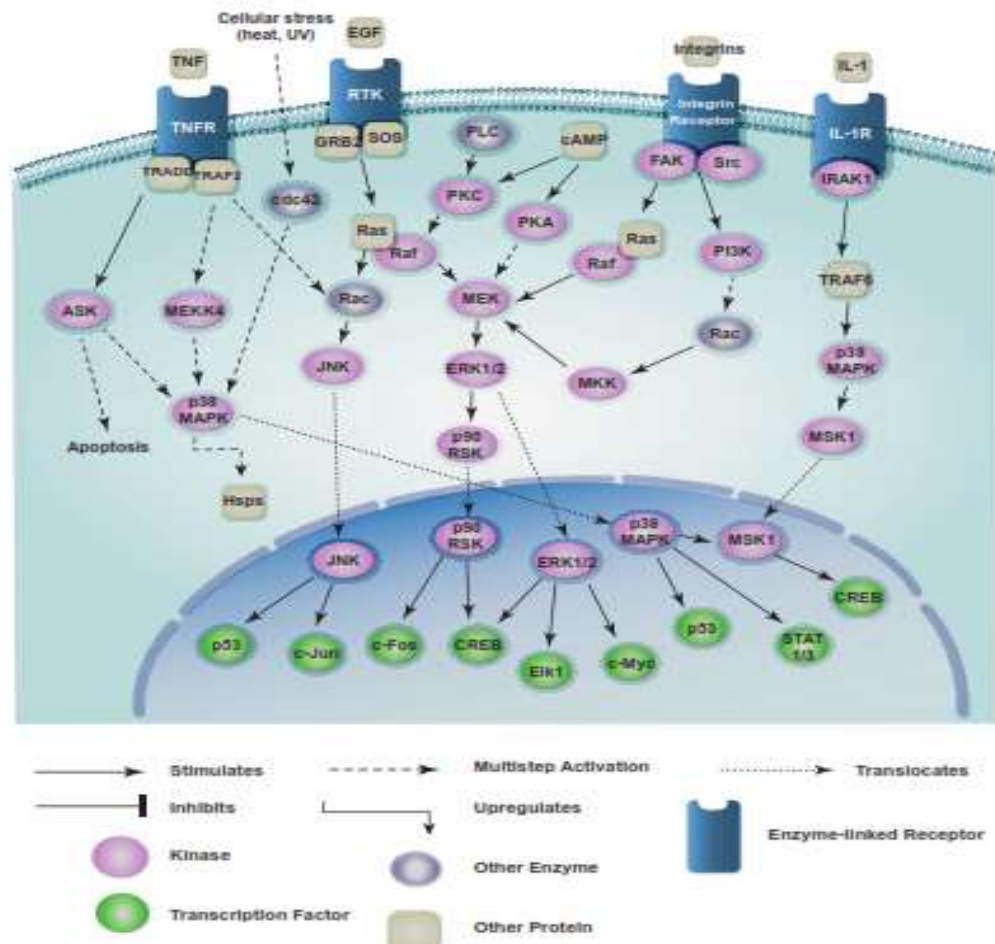 Cellular stress
(heat, UV)
EGF
Integrins
TNF
IL-1
RTK
TNFR
Integrin
Receptor
IL-1R
GRB2
SOS
PLC
cAMP
FAK
Src
TRADD
TRAF2
IRAK1
cdc42
PKC
PKA
Ras
Raf
Ras
Raf
PI3K
TRAF6
ASK
MEKK4
Rac
MEK
Rac
JNK
ERK1/2
MKK
p38
MAPK
p38
MAPK
Apoptosis
p90
RSK
MSK1
Hsps
JNK
p90
RSK
ERK1/2
p38
MAPK
MSK1
CREB
p53
c-Jun
c-Fos
CREB
Elk1
c-Myc
p53
STAT
1/3
Stimulates
Multistep Activation
Translocates
Inhibits
Upregulates
Enzyme-linked Receptor
Kinase
Other Enzyme
Transcription Factor
Other Protein